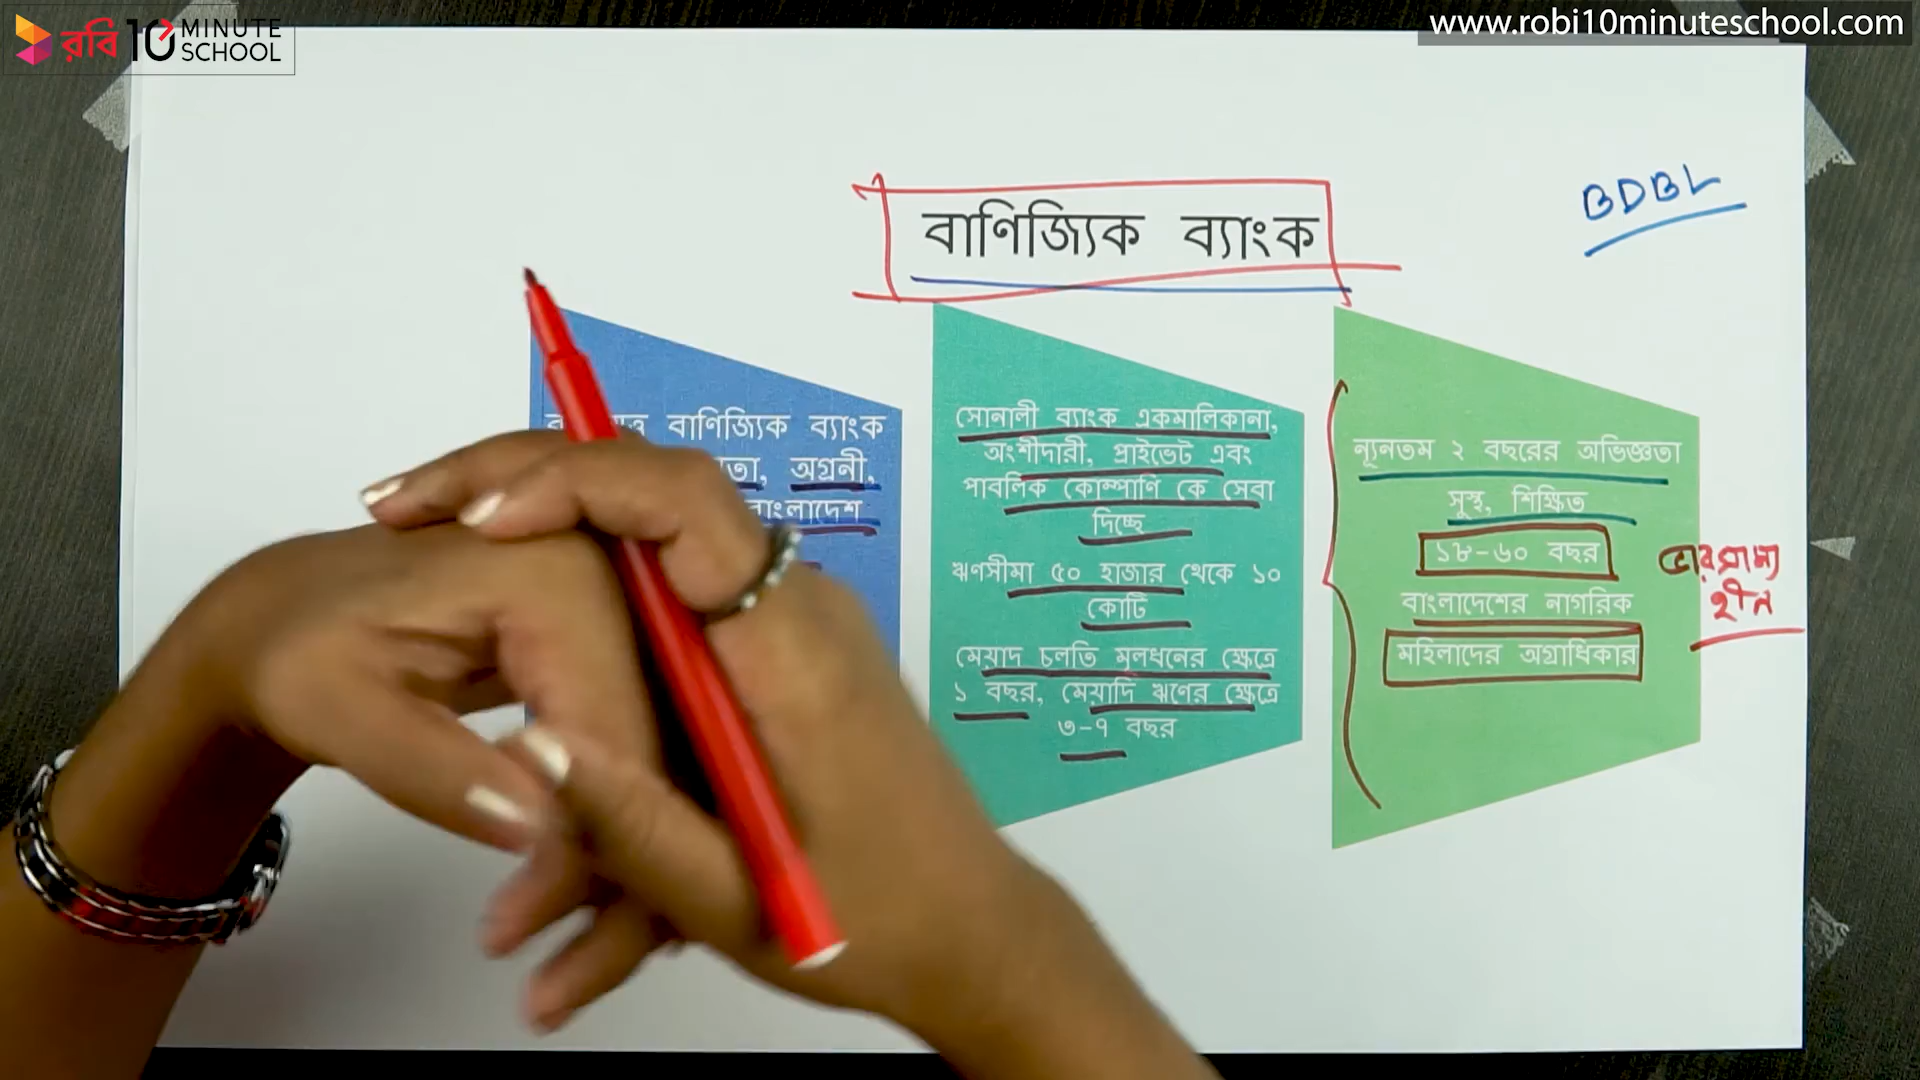 রবি 10 MINUTE SCHOOL
www.robi10minuteschool.com
BDBL
বাণিজ্যিক ব্যাংক
বাণিজ্যিক ব্যাংক
অগ্রনী,
বাংলাদেশ
সোনালী ব্যাংক একমালিকানা,
অংশীদারী, প্রাইভেট এবং
পাবলিক কোম্পাণি কে সেবা
দিচ্ছে
ঋণসীমা ৫০ হাজার থেকে ১০
কোটি
মেয়াদ চলতি মূলধনের ক্ষেত্রে
১ বছর, মেয়াদি ঋণের ক্ষেত্রে
৩-৭ বছর
ন্যূনতম ২ বছরের অভিজ্ঞতা
সুস্থ, শিক্ষিত
১৮-৬০ বছর
বাংলাদেশের নাগরিক
মহিলাদের অগ্রাধিকার
ভারসাম্য
হীন